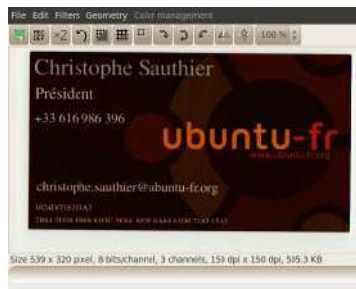 File Edit Filters Geometry Color management
×2 100 %
Christophe Sauthier
Président
+33 616 986 396
ubuntu-fr
www.ubuntu-fr.org
christophe.sauthier@ubuntu-fr.org
Size 539 x 320 pixel, 8 bits/channel, 3 channels, 150 dpi x 150 dpi, 505.3 KB